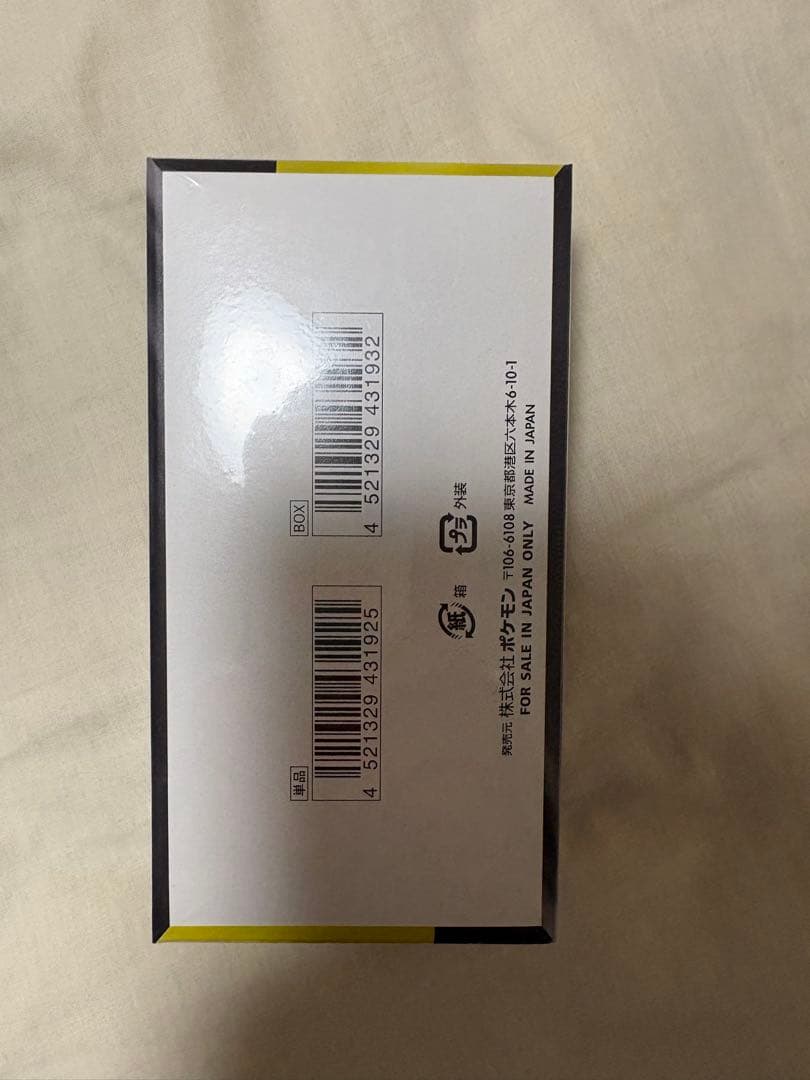 単品
4 521329 431925
BOX
4 521329 431932
紙 箱
プラ 外装
発売元 株式会社 ポケモン 〒106-6108 東京都港区六本木6-10-1
FOR SALE IN JAPAN ONLY MADE IN JAPAN